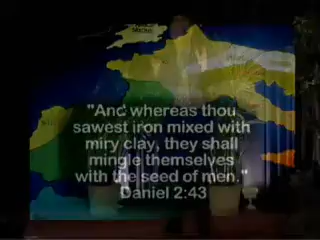 "And whereas thou
sawest iron mixed with
miry clay, they shall
mingle themselves
with the seed of men."
Daniel 2:43